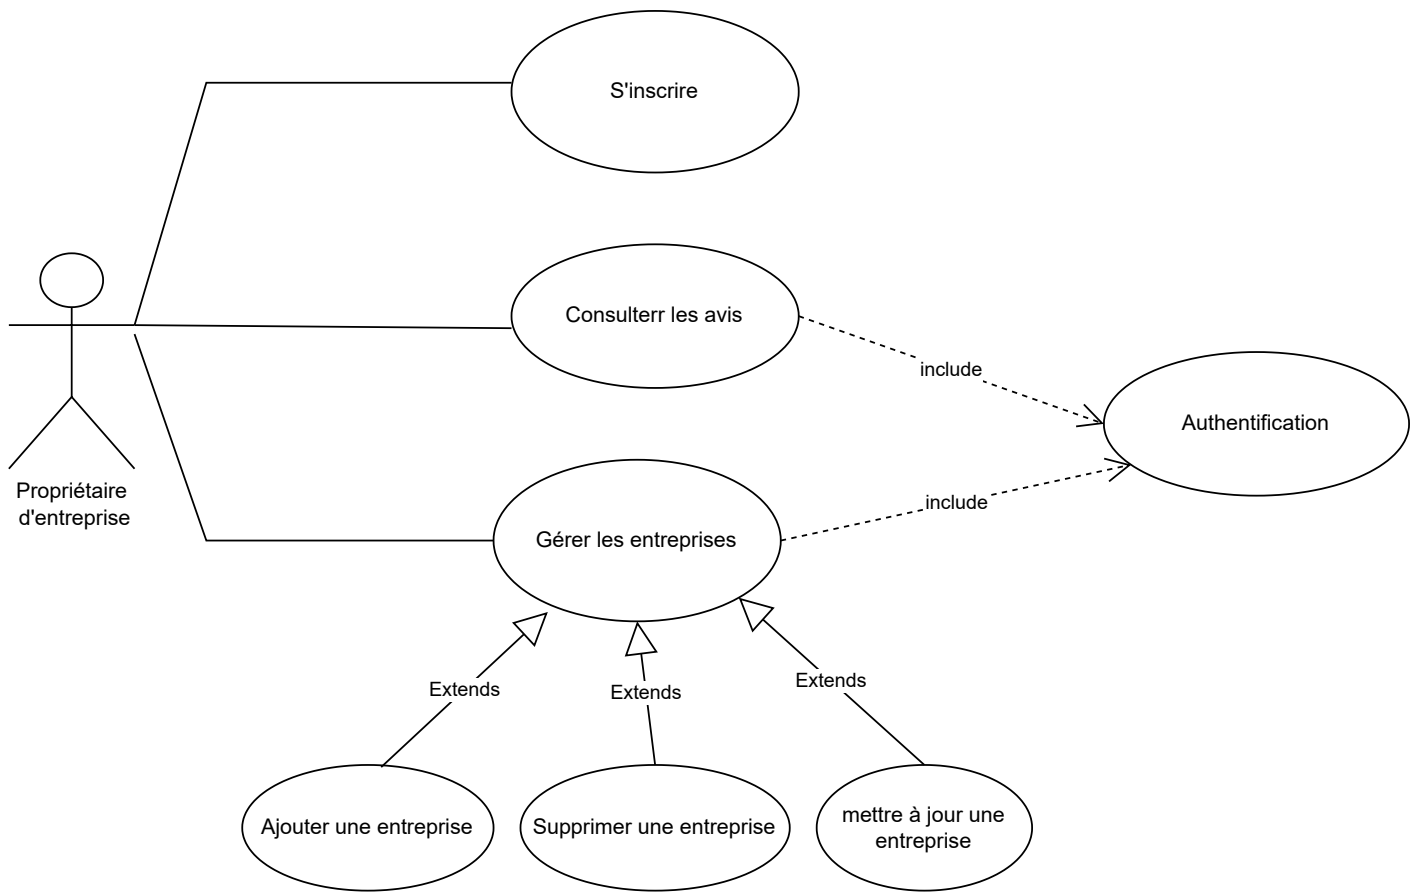 S'inscrire
Consulterr les avis
include
Authentification
Propriétaire
d'entreprise
include
Gérer les entreprises
Extends
Extends
Extends
Ajouter une entreprise
Supprimer une entreprise
mettre à jour une
entreprise